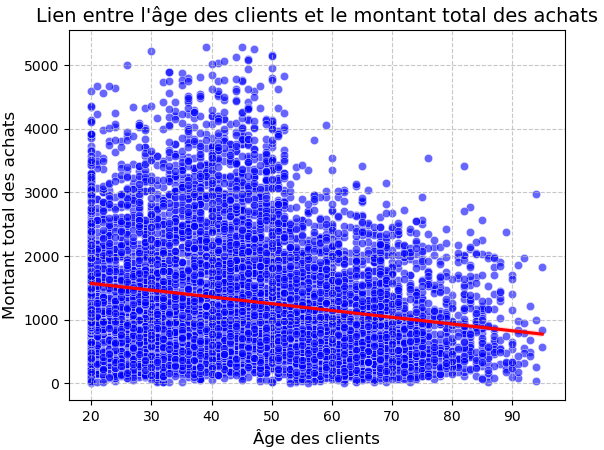 Lien entre l'âge des clients et le montant total des achats
Montant total des achats
5000
4000
3000
2000
1000
0
20 30 40 50 60 70 80 90
Âge des clients